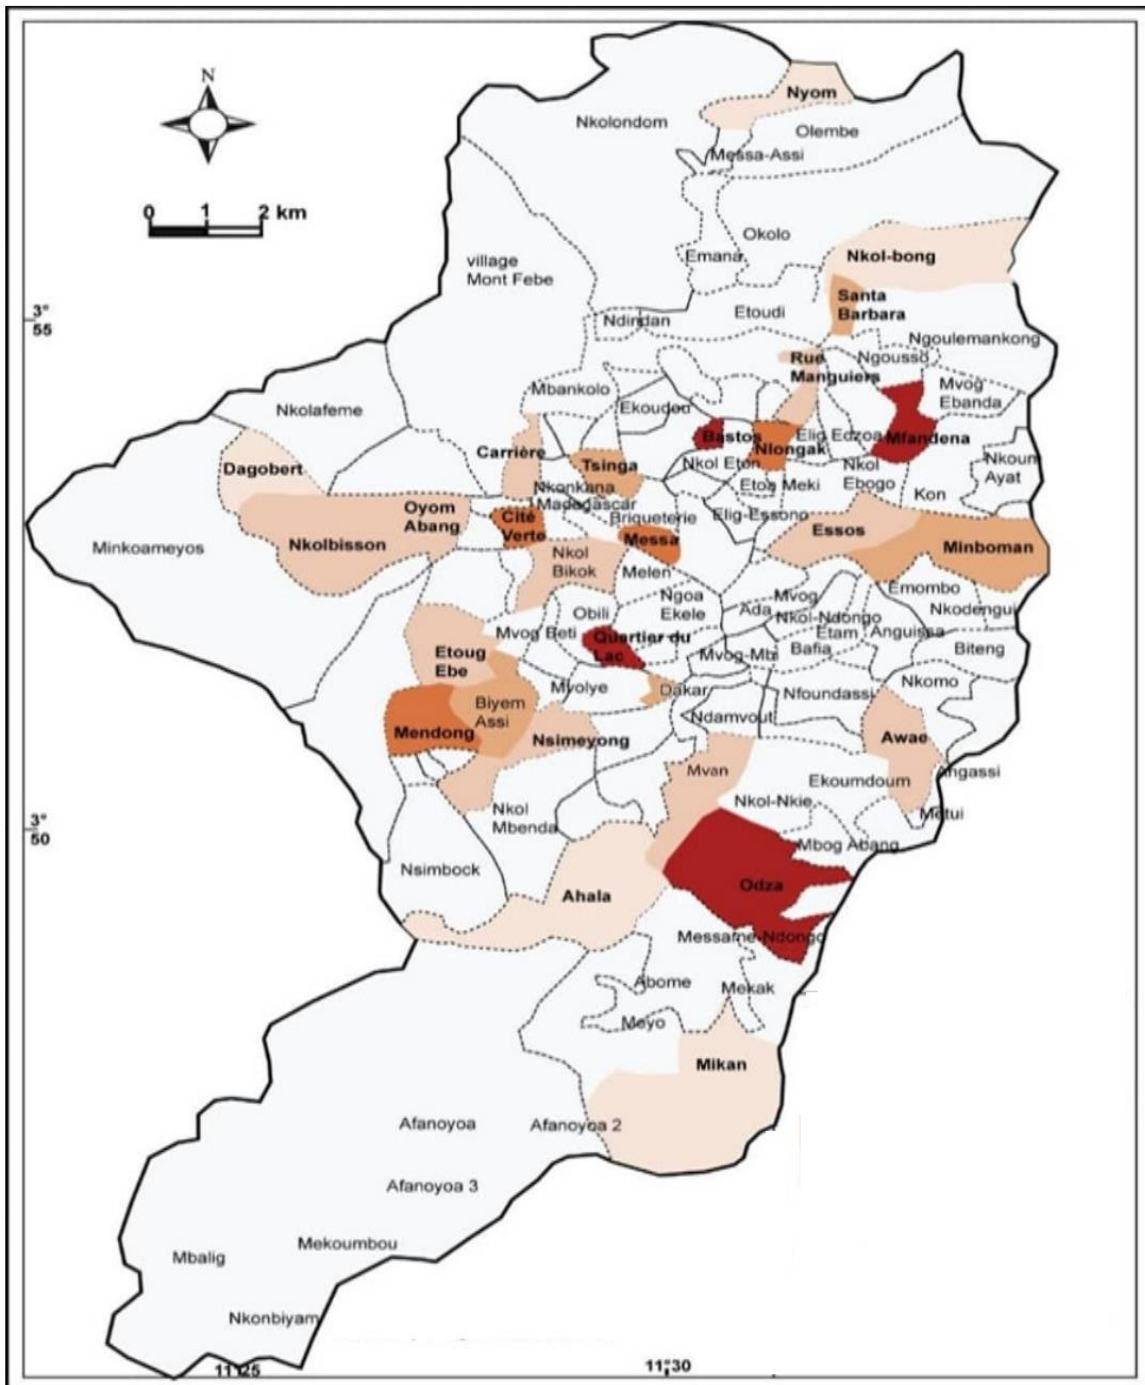 N
Nyom
Nkolondom
Olembe
Messa-Assi
0 1 2 km
Okolo
Emana
Nkol-bong
village
Mont Febe
Santa
Barbara
3°
55
Ndindan
Etoudi
Ngoulemankong
Rue
Manguiers
Ngousso
Mbankolo
Mvog
Ebanda
Nkolafeme
Ekoudou
Bastos
Elig Edzoa
Mfandena
Nlongak
Carrière
Tsinga
Nkol Eton
Nkol
Ebogo
Nkoum
Ayat
Dagobert
Nkonkana
Etoa Meki
Kon
Madagascar
Oyom
Abang
Cité
Verte
Briqueterie
Elig-Essono
Essos
Minkoameyos
Nkolbisson
Messa
Minboman
Nkol
Bikok
Melen
Emombo
Ngoa
Ekele
Mvog
Ada
Nkodengui
Obili
Nkol-Ndongo
Mvog Beti
Quartier du
Lac
Etam
Bafia
Anguissa
Biteng
Etoug
Ebe
Mvog-Mbi
Nkomo
Mvolye
Dakar
Nfoundassi
Biyem
Assi
Ndamvout
Mendong
Nsimeyong
Awae
Mvan
Ekoumdoum
Angassi
Nkol-Nkie
Metui
Nkol
Mbenda
3°
50
Mbog Abang
Nsimbock
Odza
Ahala
Messame-Ndongo
Abome
Mekak
Meyo
Mikan
Afanoyoa
Afanoyoa 2
Afanoyoa 3
Mekoumbou
Mbalig
Nkonbiyam
11°25
11°30